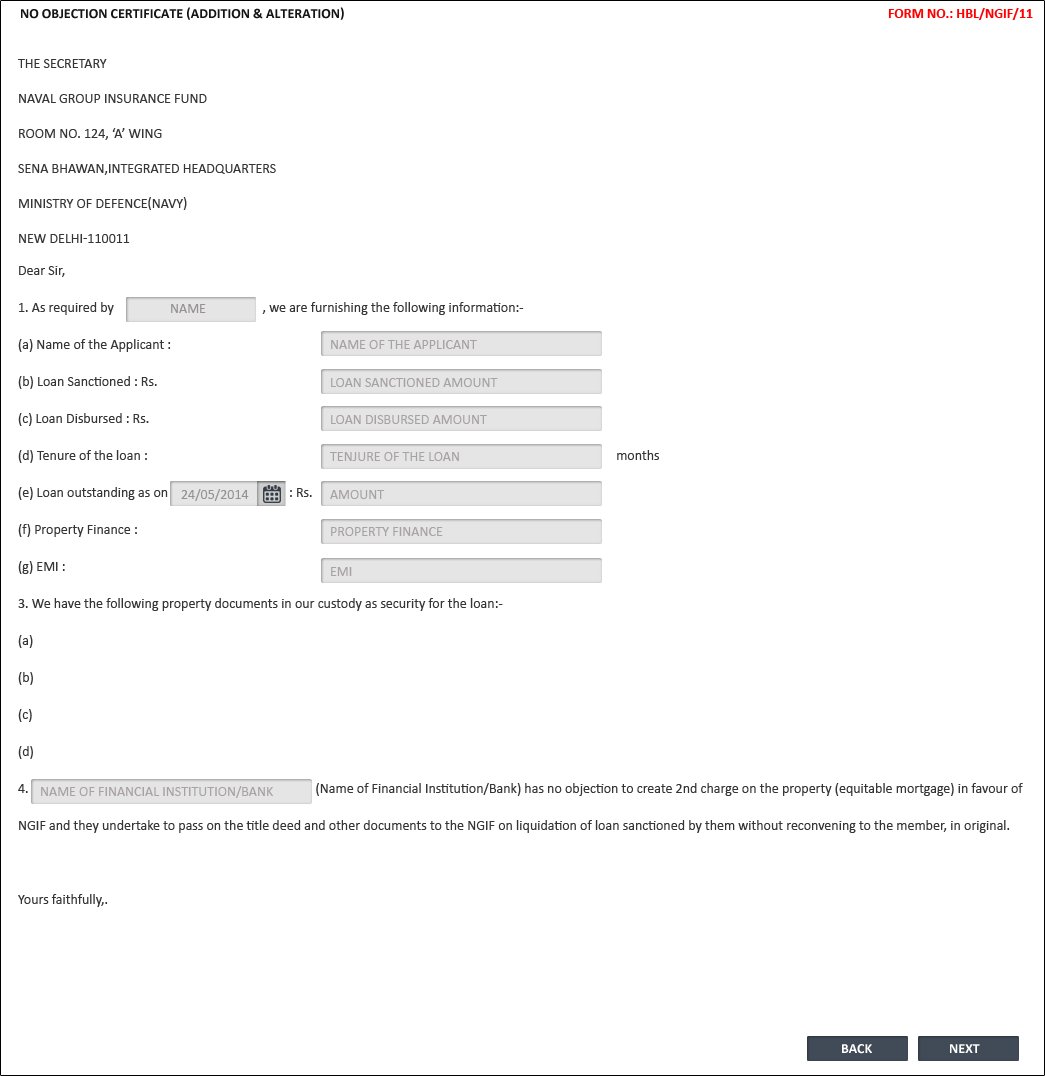 NO OBJECTION CERTIFICATE (ADDITION & ALTERATION) FORM NO.: HBL/NGIF/11
THE SECRETARY
NAVAL GROUP INSURANCE FUND
ROOM NO. 124, ‘A’ WING
SENA BHAWAN,INTEGRATED HEADQUARTERS
MINISTRY OF DEFENCE(NAVY)
NEW DELHI-110011
Dear Sir,
1. As required by NAME , we are furnishing the following information:-
(a) Name of the Applicant : NAME OF THE APPLICANT
(b) Loan Sanctioned : Rs. LOAN SANCTIONED AMOUNT
(c) Loan Disbursed : Rs. LOAN DISBURSED AMOUNT
(d) Tenure of the loan : TENJURE OF THE LOAN months
(e) Loan outstanding as on 24/05/2014 : Rs. AMOUNT
(f) Property Finance : PROPERTY FINANCE
(g) EMI : EMI
3. We have the following property documents in our custody as security for the loan:-
(a)
(b)
(c)
(d)
4. NAME OF FINANCIAL INSTITUTION/BANK (Name of Financial Institution/Bank) has no objection to create 2nd charge on the property (equitable mortgage) in favour of
NGIF and they undertake to pass on the title deed and other documents to the NGIF on liquidation of loan sanctioned by them without reconvening to the member, in original.
Yours faithfully,.
BACK NEXT